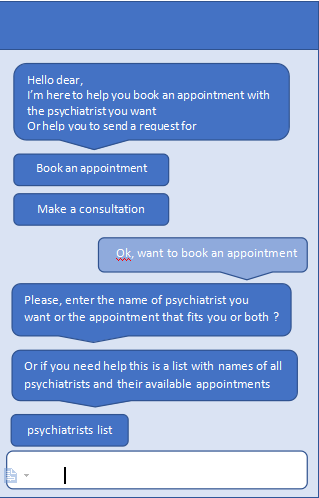 Hello dear,
I'm here to help you book an appointment with
the psychiatrist you want
Or help you to send a request for
Book an appointment
Make a consultation
Ok, want to book an appointment
Please, enter the name of psychiatrist you
want or the appointment that fits you or both ?
Or if you need help this is a list with names of all
psychiatrists and their available appointments
psychiatrists list